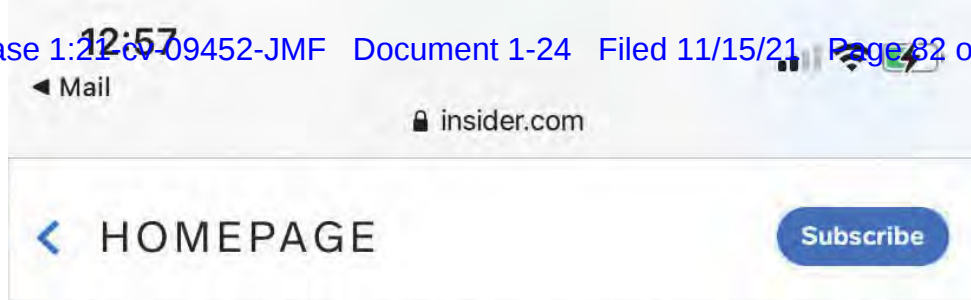 12:57
ase 1:21-cv-09452-JMF Document 1-24 Filed 11/15/21 Page 82 o
◀ Mail
insider.com
HOMEPAGE
Subscribe